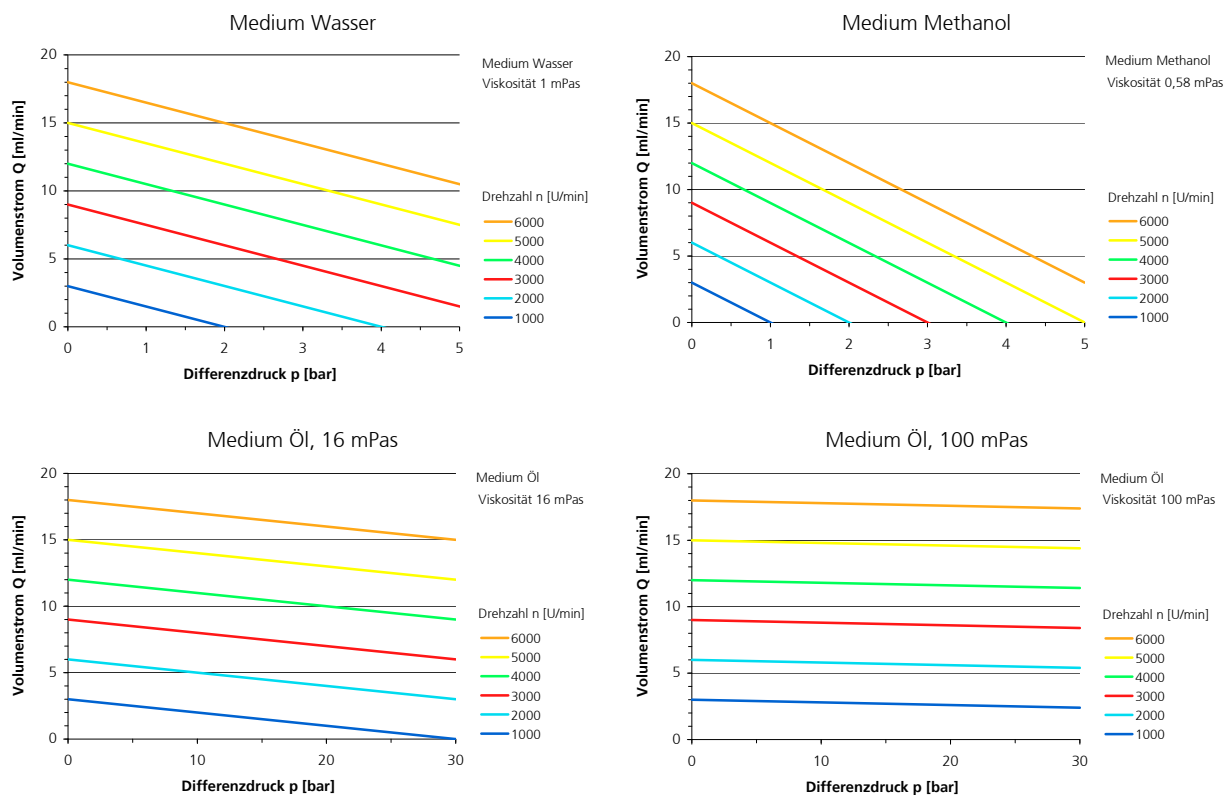 Medium Wasser
Medium Wasser
Viskosität 1 mPas
Volumenstrom Q [ml/min]
20
15
10
5
0
0 1 2 3 4 5
Differenzdruck p [bar]
Drehzahl n [U/min]
6000
5000
4000
3000
2000
1000
Medium Methanol
Medium Methanol
Viskosität 0,58 mPas
Volumenstrom Q [ml/min]
20
15
10
5
0
0 1 2 3 4 5
Differenzdruck p [bar]
Drehzahl n [U/min]
6000
5000
4000
3000
2000
1000
Medium Öl, 16 mPas
Medium Öl
Viskosität 16 mPas
Volumenstrom Q [ml/min]
20
15
10
5
0
0 10 20 30
Differenzdruck p [bar]
Drehzahl n [U/min]
6000
5000
4000
3000
2000
1000
Medium Öl, 100 mPas
Medium Öl
Viskosität 100 mPas
Volumenstrom Q [ml/min]
20
15
10
5
0
0 10 20 30
Differenzdruck p [bar]
Drehzahl n [U/min]
6000
5000
4000
3000
2000
1000